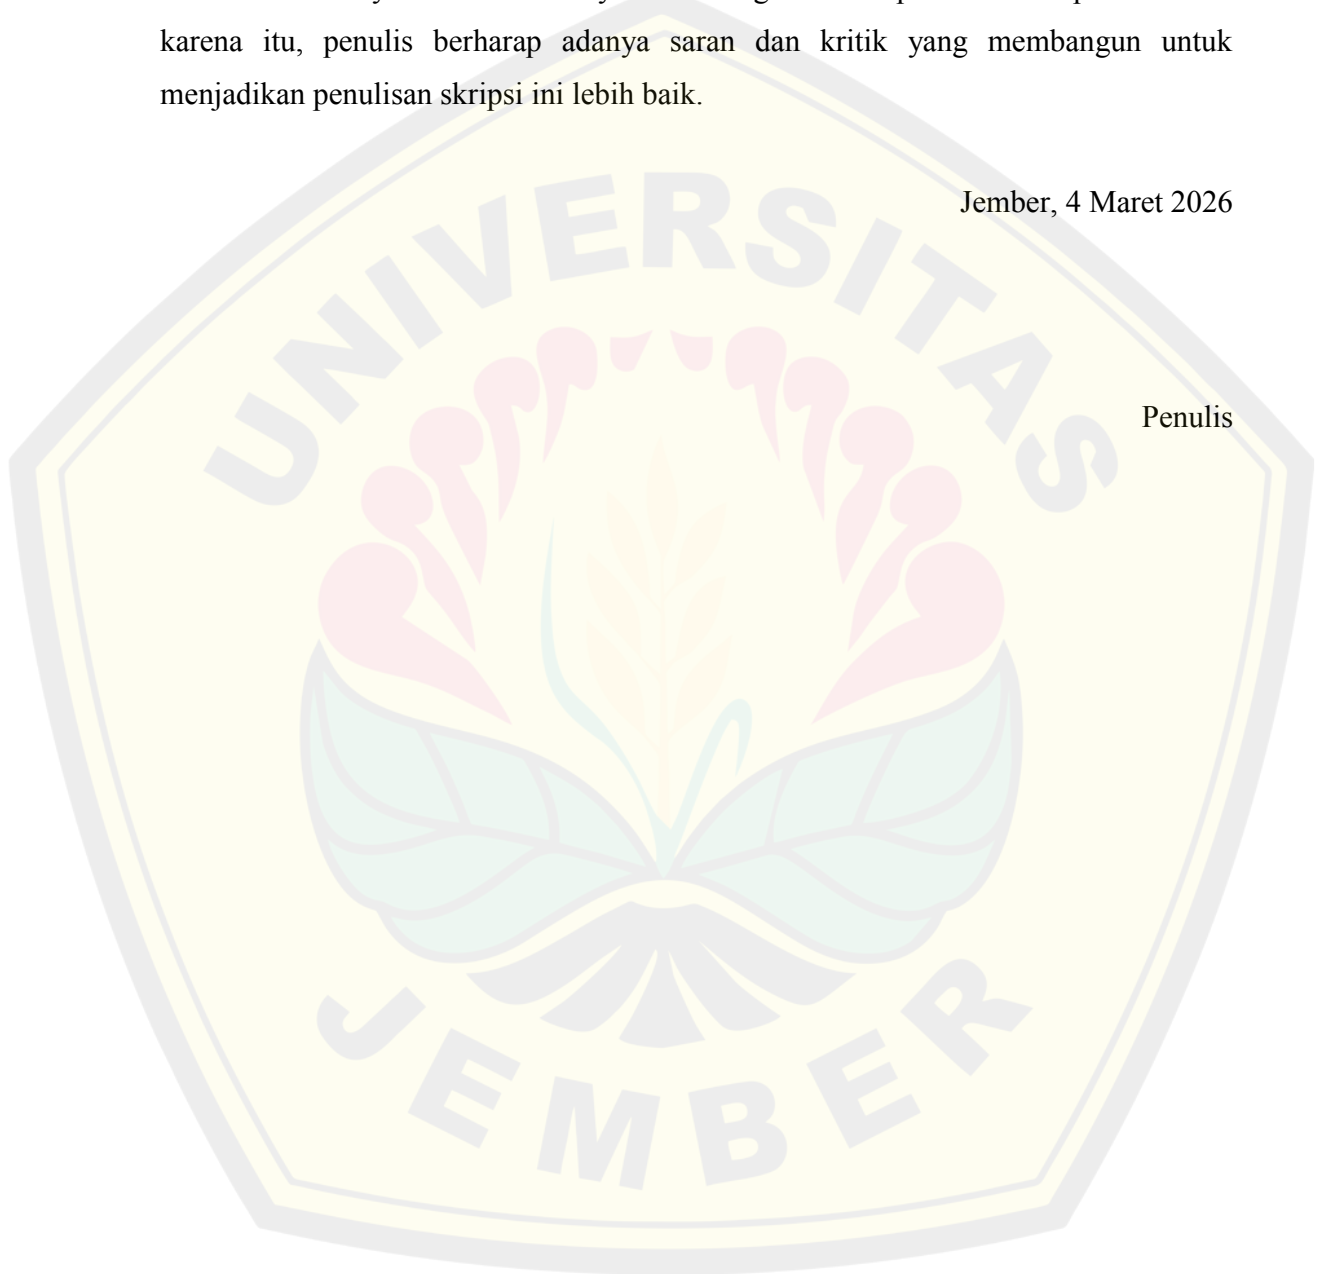 karena itu, penulis berharap adanya saran dan kritik yang membangun untuk
menjadikan penulisan skripsi ini lebih baik.
Jember, 4 Maret 2026
Penulis
UNIVERSITAS
JEMBER